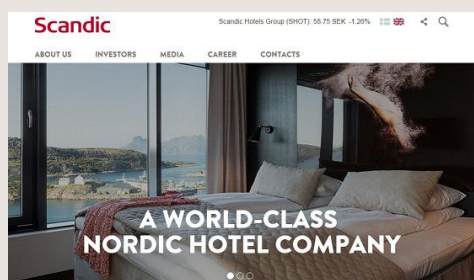 Scandic
Scandic Hotels Group (SHOT): 58.75 SEK -1.26%
ABOUT US INVESTORS MEDIA CAREER CONTACTS
A WORLD-CLASS
NORDIC HOTEL COMPANY